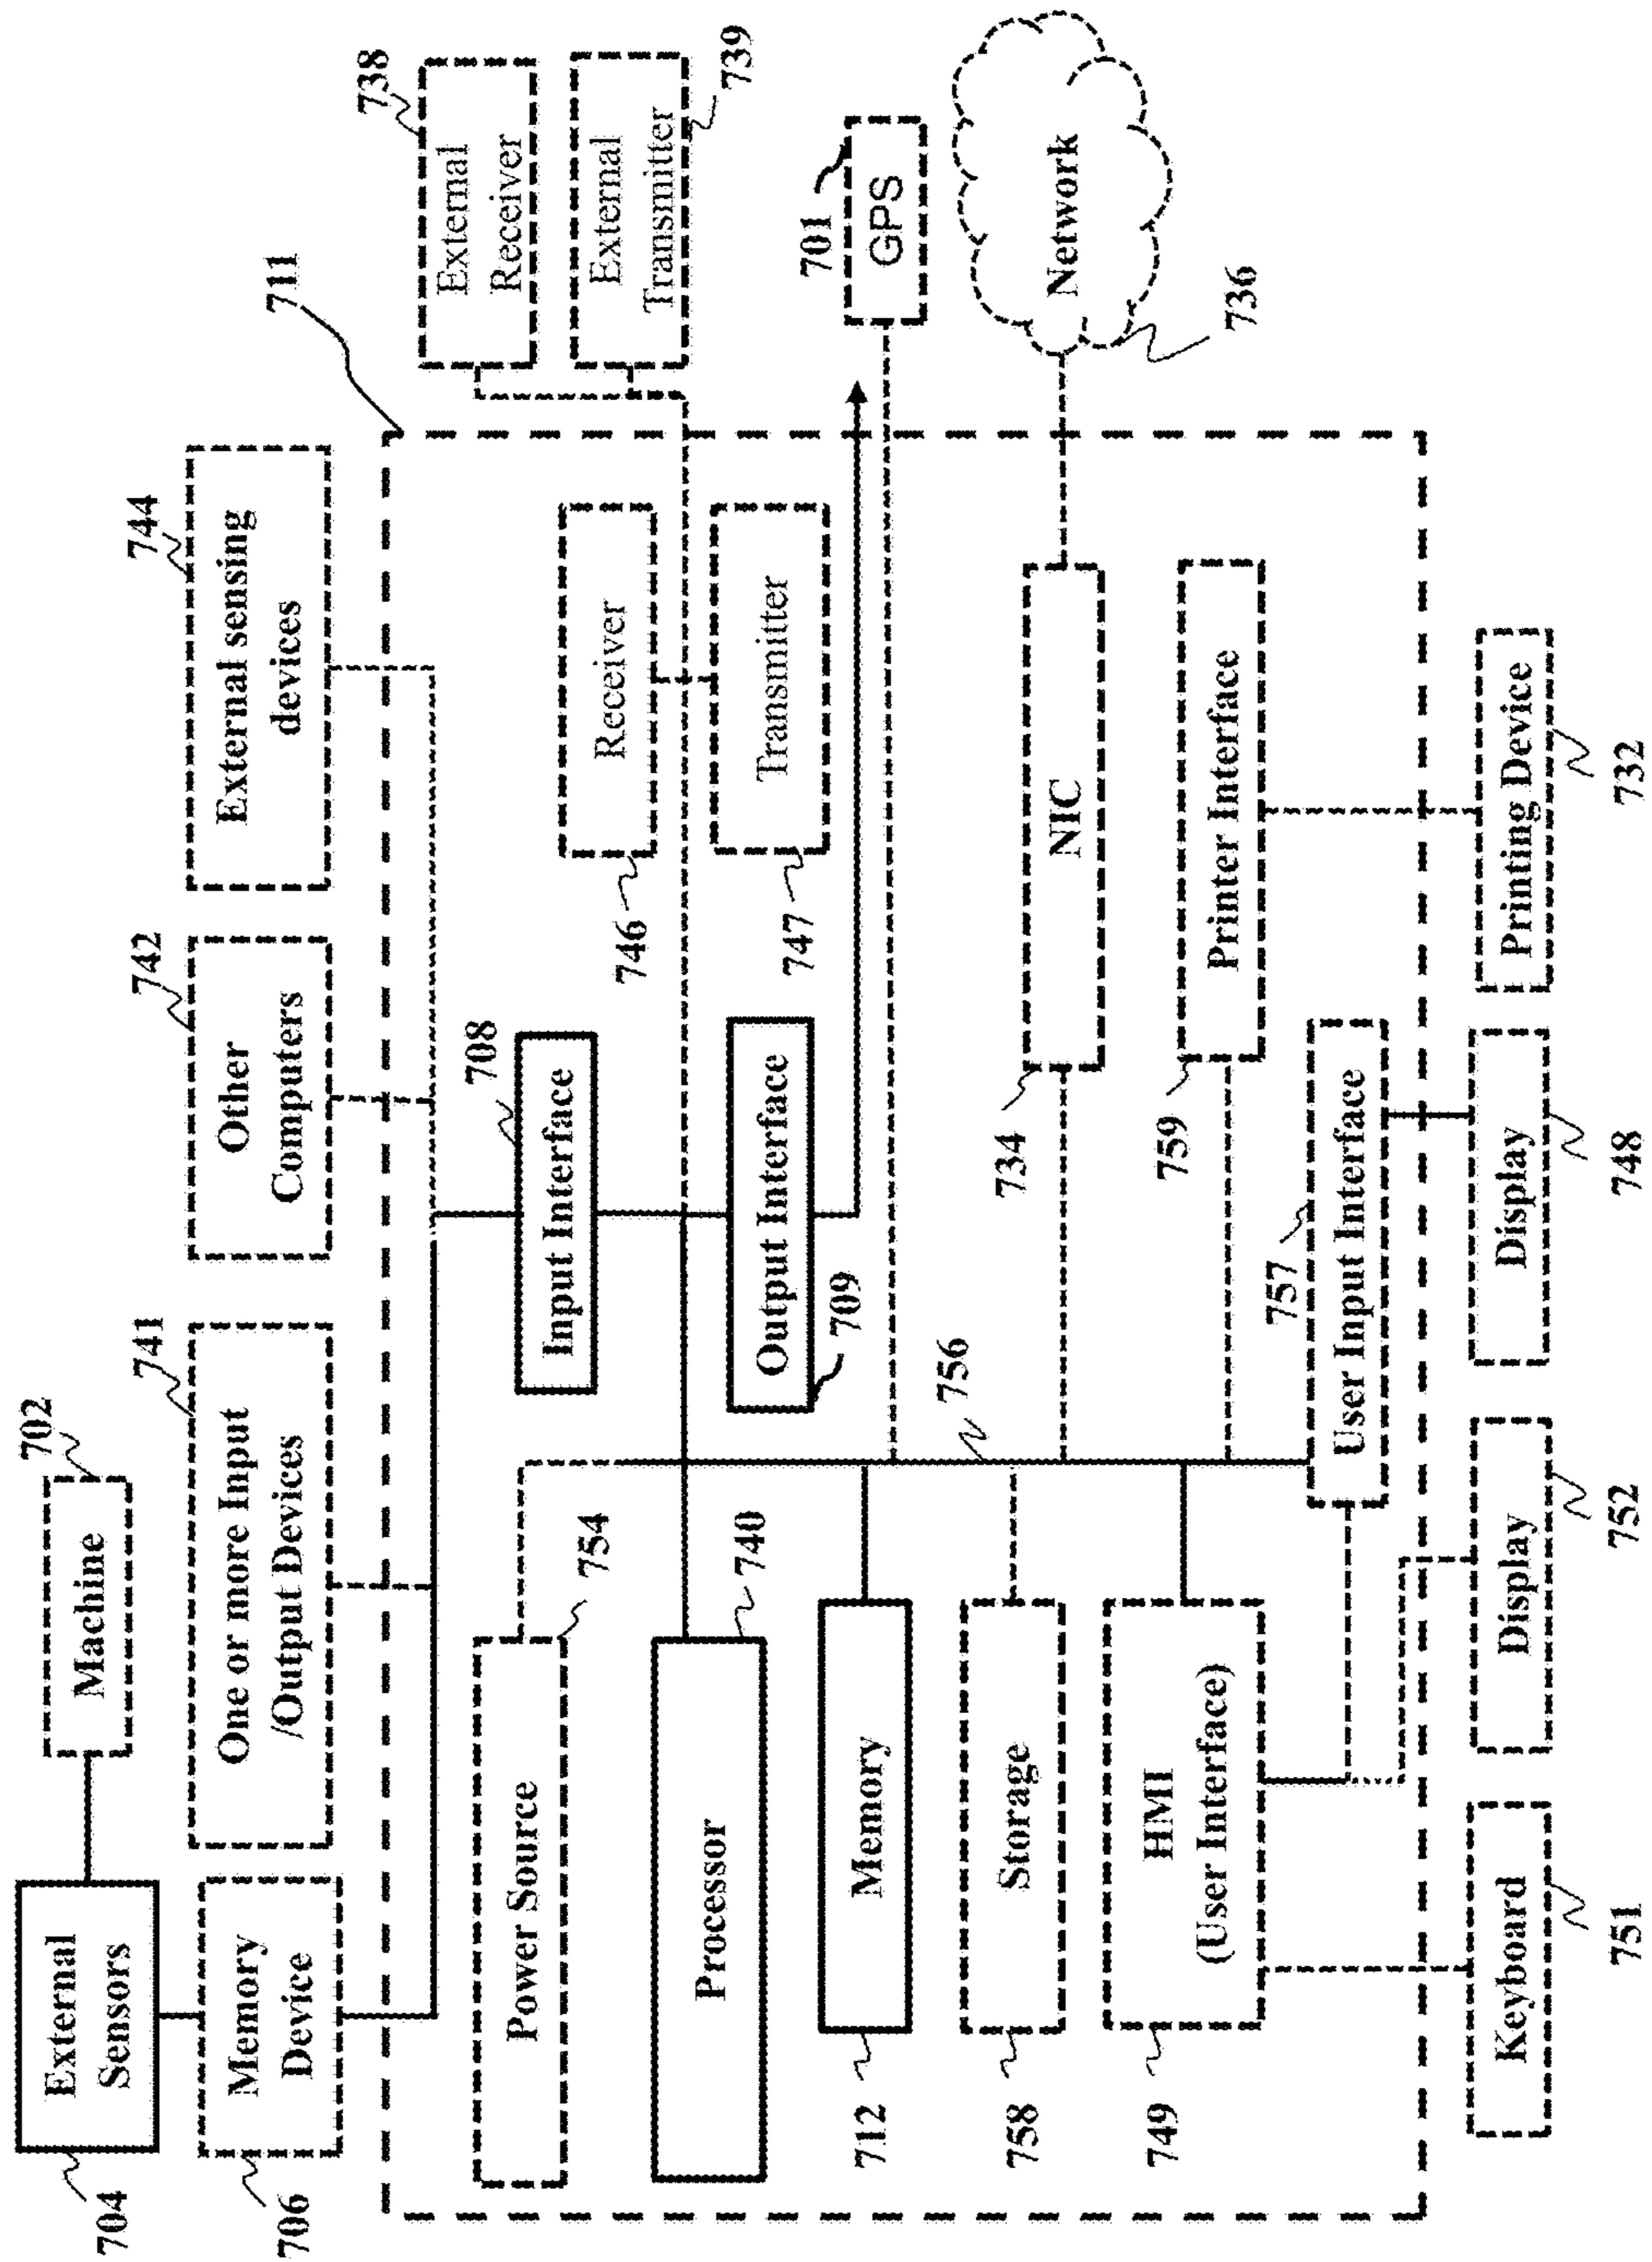 704
External
Sensors
702
Machine
706
Memory
Device
741
One or more Input
/Output Devices
742
Other
Computers
744
External sensing
devices
711
738
External
Receiver
External
Transmitter
739
Power Source
754
708
Input Interface
Receiver
746
Processor
740
Output Interface
709
Transmitter
747
701
GPS
712
Memory
756
758
Storage
734
NIC
Network
736
749
HMI
(User Interface)
759
Printer Interface
757
User Input Interface
Keyboard
751
Display
752
Display
748
Printing Device
732